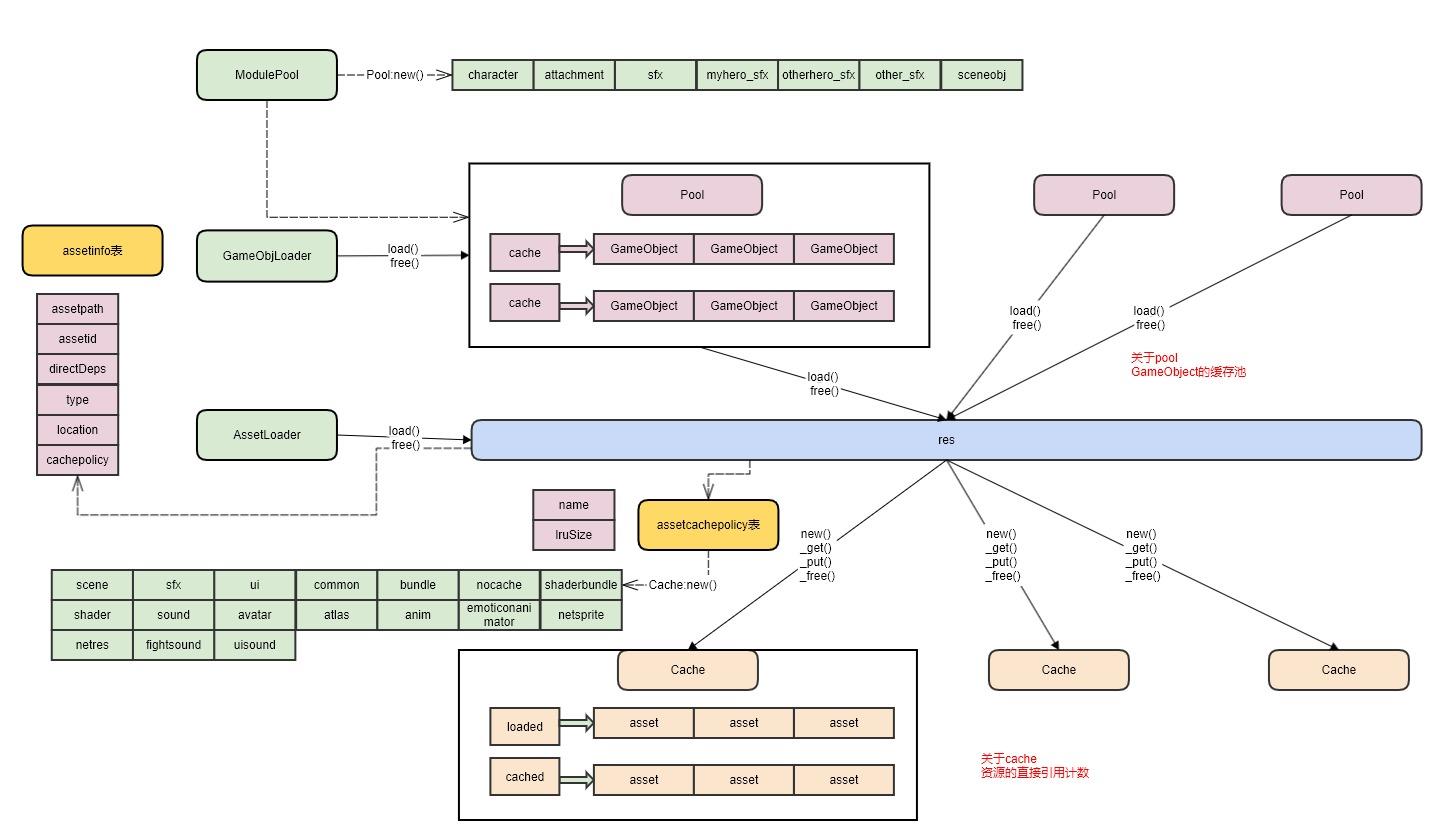 ModulePool
Pool:new()
character
attachment
sfx
myhero_sfx
otherhero_sfx
other_sfx
sceneobj
Pool
Pool
Pool
assetinfo表
GameObjLoader
load()
free()
cache
GameObject
GameObject
GameObject
cache
GameObject
GameObject
GameObject
assetpath
assetid
directDeps
type
location
cachepolicy
load()
free()
load()
free()
关于pool
GameObject的缓存池
load()
free()
AssetLoader
load()
free()
res
name
lruSize
assetcachepolicy表
new()
_get()
_put()
_free()
new()
_get()
_put()
_free()
new()
_get()
_put()
_free()
Cache:new()
scene
sfx
ui
common
bundle
nocache
shaderbundle
shader
sound
avatar
atlas
anim
emoticonani
mator
netsprite
netres
fightsound
uisound
Cache
Cache
Cache
loaded
asset
asset
asset
cached
asset
asset
asset
关于cache
资源的直接引用计数